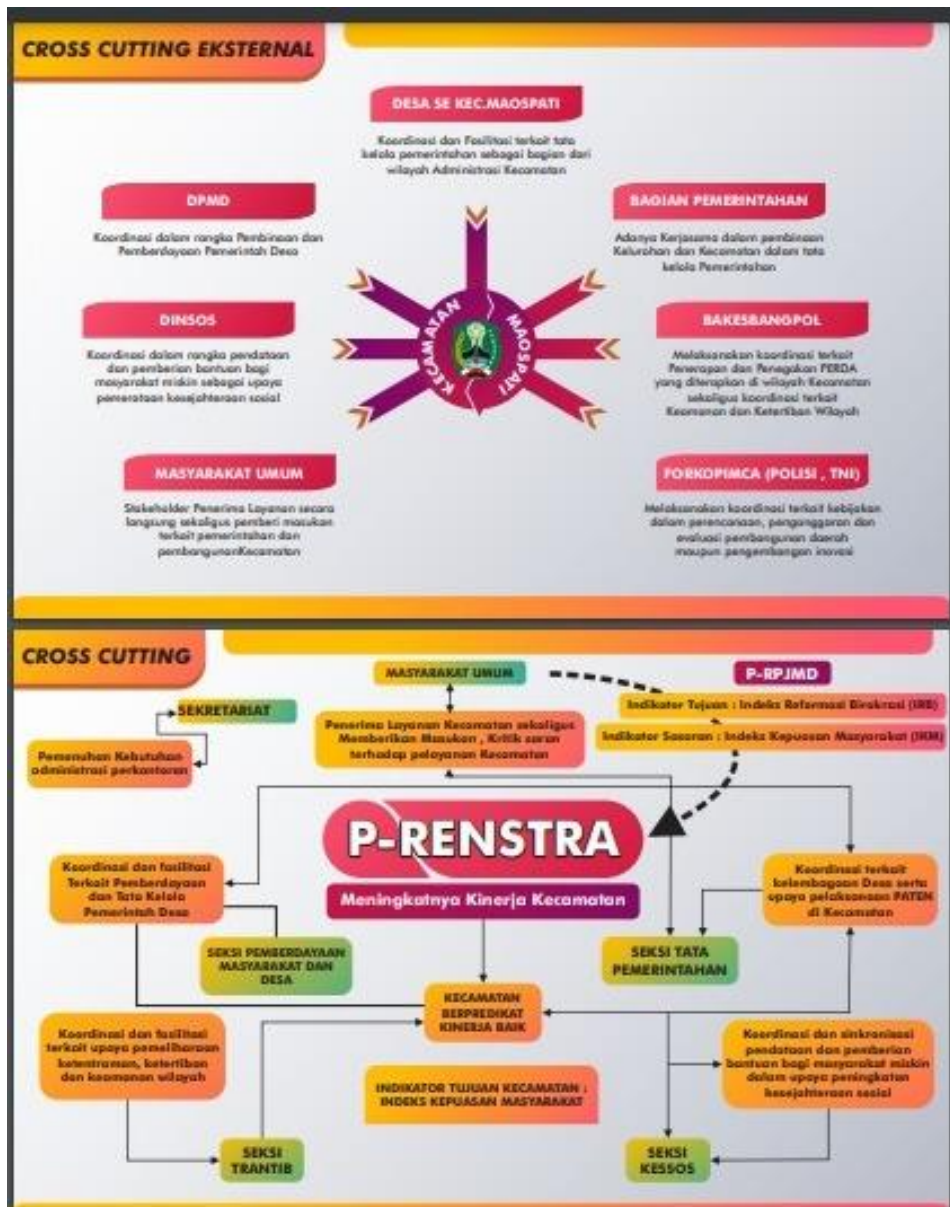 CROSS CUTTING EKSTERNAL
DESA SE KEC.MAOSPATI
Koordinasi dan Fasilitasi terkait tata
kelola pemerintahan sebagai bagian dari
wilayah Administrasi Kecamatan
DPMD
Koordinasi dalam rangka Pembinaan dan
Pemberdayaan Pemerintah Desa
BAGIAN PEMERINTAHAN
Adanya Kerjasama dalam pembinaan
Kelurahan dan Kecamatan dalam tata
kelola Pemerintahan
DINSOS
Koordinasi dalam rangka pendataan
dan pemberian bantuan bagi
masyarakat miskin sebagai upaya
pemerataan kesejahteraan sosial
KECAMATAN MAOSPATI
BAKESBANGPOL
Melaksanakan koordinasi terkait
Penerapan dan Penegakan PERDA
yang diterapkan di wilayah Kecamatan
sekaligus koordinasi terkait
Keamanan dan Ketertiban Wilayah
MASYARAKAT UMUM
Stakeholder Penerima Layanan secara
langsung sekaligus pemberi masukan
terkait pemerintahan dan
pembangunanKecamatan
FORKOPIMCA (POLISI , TNI)
Melaksanakan koordinasi terkait kebijakan
dalam perencanaan, penganggaran dan
evaluasi pembangunan daerah
maupun pengembangan inovasi
CROSS CUTTING
MASYARAKAT UMUM
P-RPJMD
SEKRETARIAT
Indikator Tujuan : Indeks Reformasi Birokrasi (IRB)
Penerima Layanan Kecamatan sekaligus
Memberikan Masukan , Kritik saran
terhadap pelayanan Kecamatan
Indikator Sasaran : Indeks Kepuasan Masyarakat (IKM)
Pemenuhan Kebutuhan
administrasi perkantoran
P-RENSTRA
Meningkatnya Kinerja Kecamatan
Koordinasi dan fasilitasi
Terkait Pemberdayaan
dan Tata Kelola
Pemerintah Desa
Koordinasi terkait
kelembagaan Desa serta
upaya pelaksanaan PATEN
di Kecamatan
SEKSI PEMBERDAYAAN
MASYARAKAT DAN
DESA
SEKSI TATA
PEMERINTAHAN
KECAMATAN
BERPREDIKAT
KINERJA BAIK
Koordinasi dan fasilitasi
terkait upaya pemeliharaan
ketentraman, ketertiban
dan keamanan wilayah
Koordinasi dan sinkronisasi
pendataan dan pemberian
bantuan bagi masyarakat miskin
dalam upaya peningkatan
kesejahteraan sosial
INDIKATOR TUJUAN KECAMATAN :
INDEKS KEPUASAN MASYARAKAT
SEKSI
TRANTIB
SEKSI
KESSOS